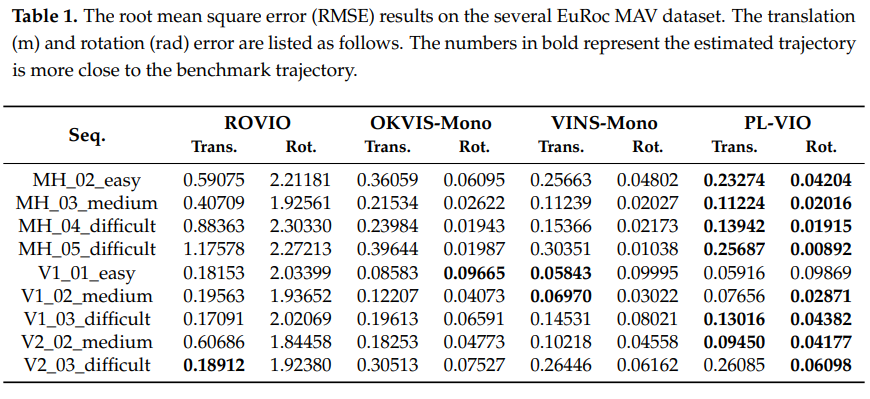 Table 1. The root mean square error (RMSE) results on the several EuRoc MAV dataset. The translation
(m) and rotation (rad) error are listed as follows. The numbers in bold represent the estimated trajectory
is more close to the benchmark trajectory.
Seq. ROVIO OKVIS-Mono VINS-Mono PL-VIO
Trans. Rot. Trans. Rot. Trans. Rot. Trans. Rot.
MH_02_easy 0.59075 2.21181 0.36059 0.06095 0.25663 0.04802 0.23274 0.04204
MH_03_medium 0.40709 1.92561 0.21534 0.02622 0.11239 0.02027 0.11224 0.02016
MH_04_difficult 0.88363 2.30330 0.23984 0.01943 0.15366 0.02173 0.13942 0.01915
MH_05_difficult 1.17578 2.27213 0.39644 0.01987 0.30351 0.01038 0.25687 0.00892
V1_01_easy 0.18153 2.03399 0.08583 0.09665 0.05843 0.09995 0.05916 0.09869
V1_02_medium 0.19563 1.93652 0.12207 0.04073 0.06970 0.03022 0.07656 0.02871
V1_03_difficult 0.17091 2.02069 0.19613 0.06591 0.14531 0.08021 0.13016 0.04382
V2_02_medium 0.60686 1.84458 0.18253 0.04773 0.10218 0.04558 0.09450 0.04177
V2_03_difficult 0.18912 1.92380 0.30513 0.07527 0.26446 0.06162 0.26085 0.06098